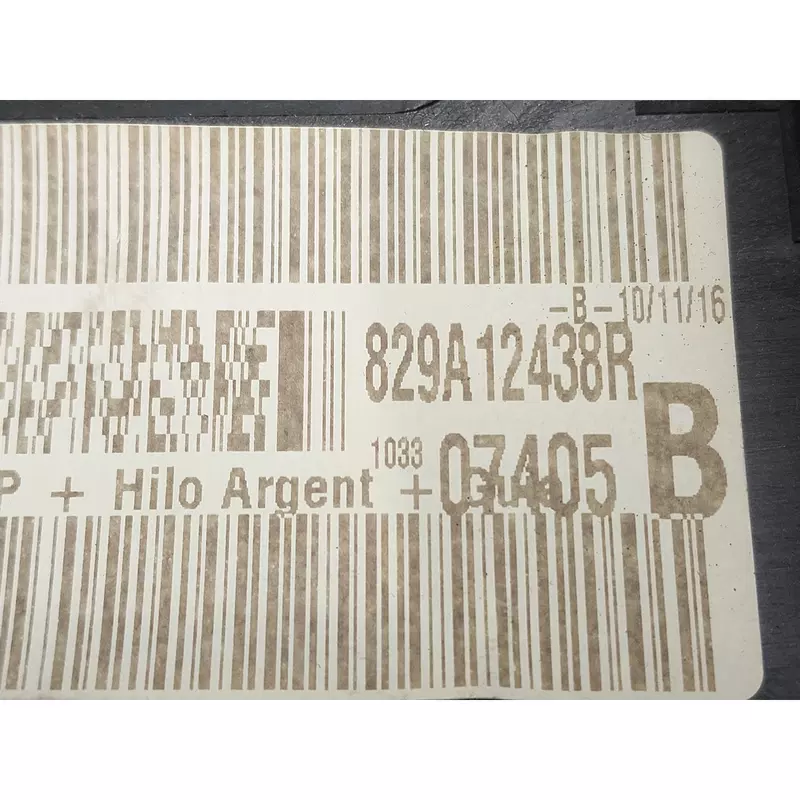 -B-10/11/16
829A12438R
B
1033
P + Hilo Argent + 07405